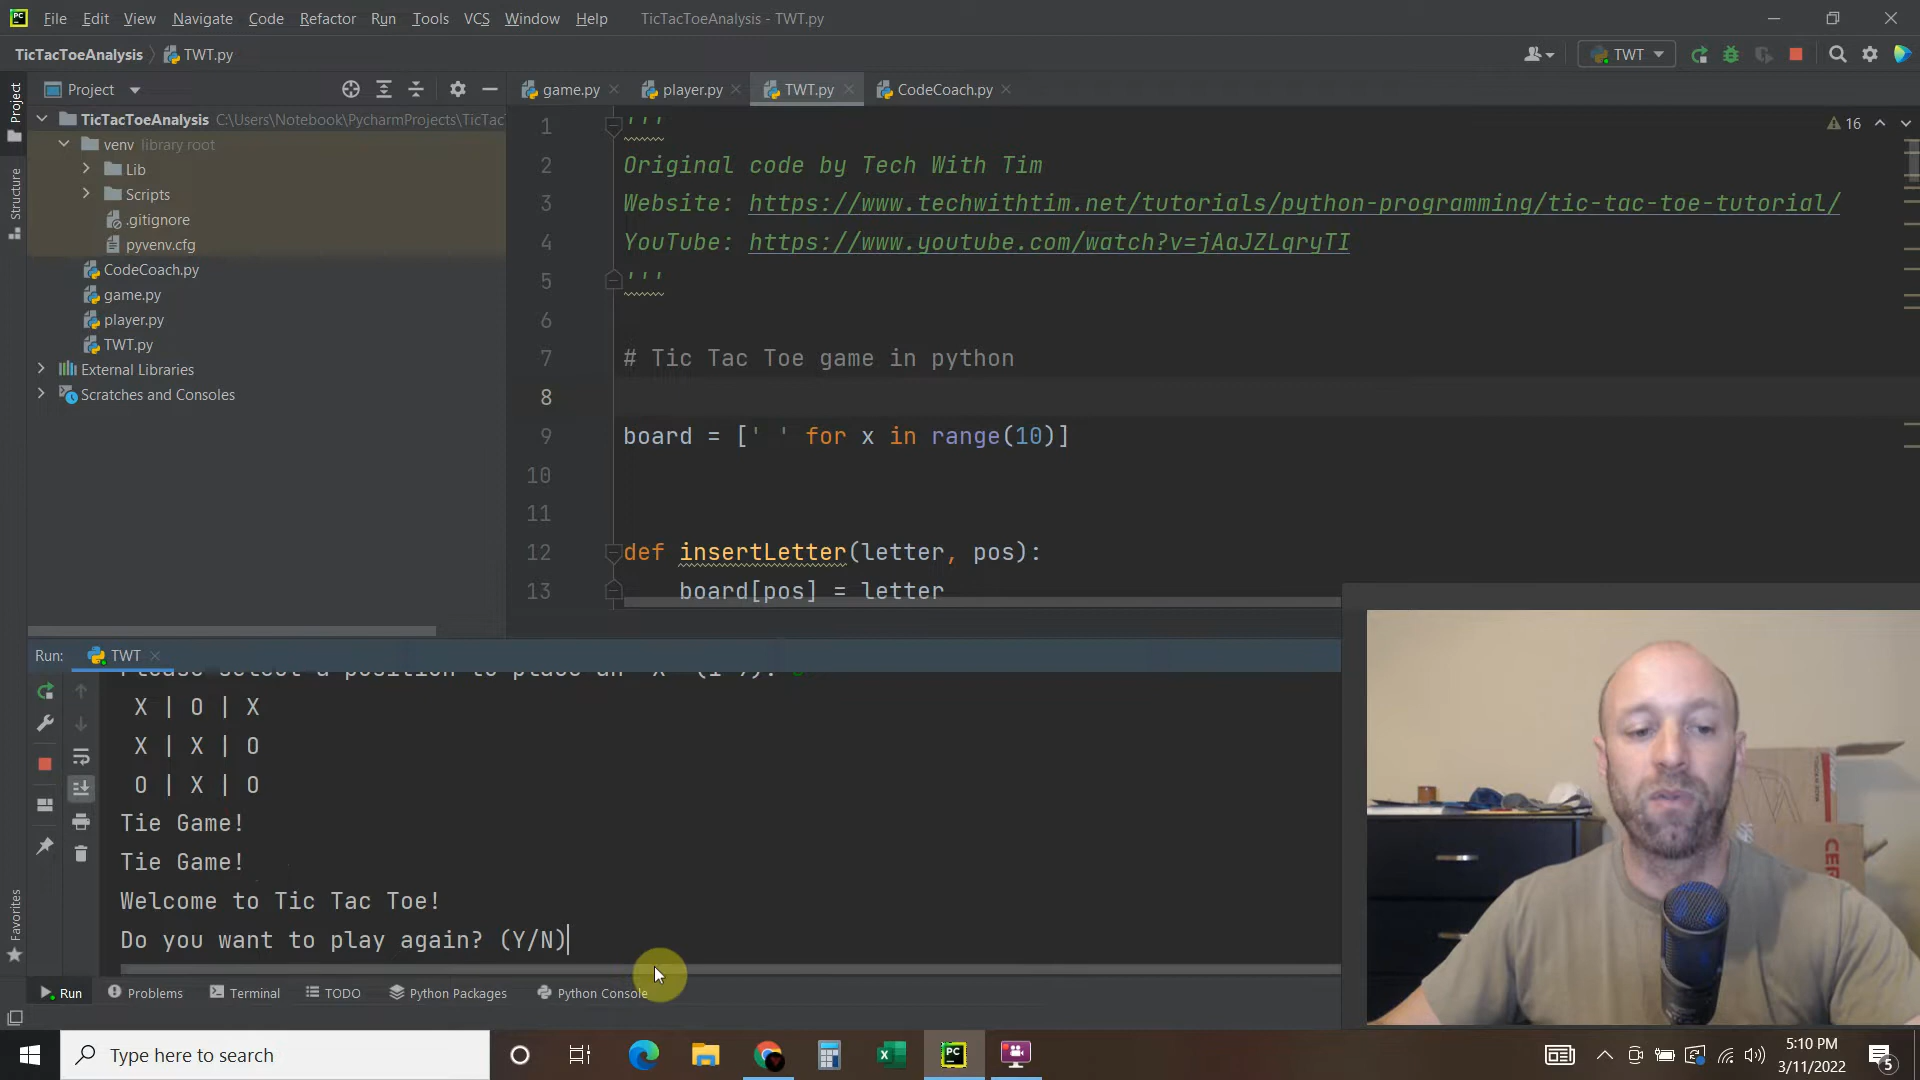 PC File Edit View Navigate Code Refactor Run Tools VCS Window Help TicTacToeAnalysis - TWT.py
TicTacToeAnalysis TWT.py TWT
Project Project game.py player.py TWT.py CodeCoach.py
TicTacToeAnalysis C:\Users\Notebook\PycharmProjects\TicTac
venv library root
Lib
Scripts
.gitignore
pyvenv.cfg
CodeCoach.py
game.py
player.py
TWT.py
External Libraries
Scratches and Consoles
Structure
16
1 '''
2 Original code by Tech With Tim
3 Website: https://www.techwithtim.net/tutorials/python-programming/tic-tac-toe-tutorial/
4 YouTube: https://www.youtube.com/watch?v=jAaJZLqryTI
5 '''
6
7 # Tic Tac Toe game in python
8
9 board = [' ' for x in range(10)]
10
11
12 def insertLetter(letter, pos):
13 board[pos] = letter
Run: TWT
X | O | X
X | X | O
O | X | O
Tie Game!
Tie Game!
Welcome to Tic Tac Toe!
Do you want to play again? (Y/N)
Favorites
Run Problems Terminal TODO Python Packages Python Console
Type here to search
PC
5:10 PM
3/11/2022
5